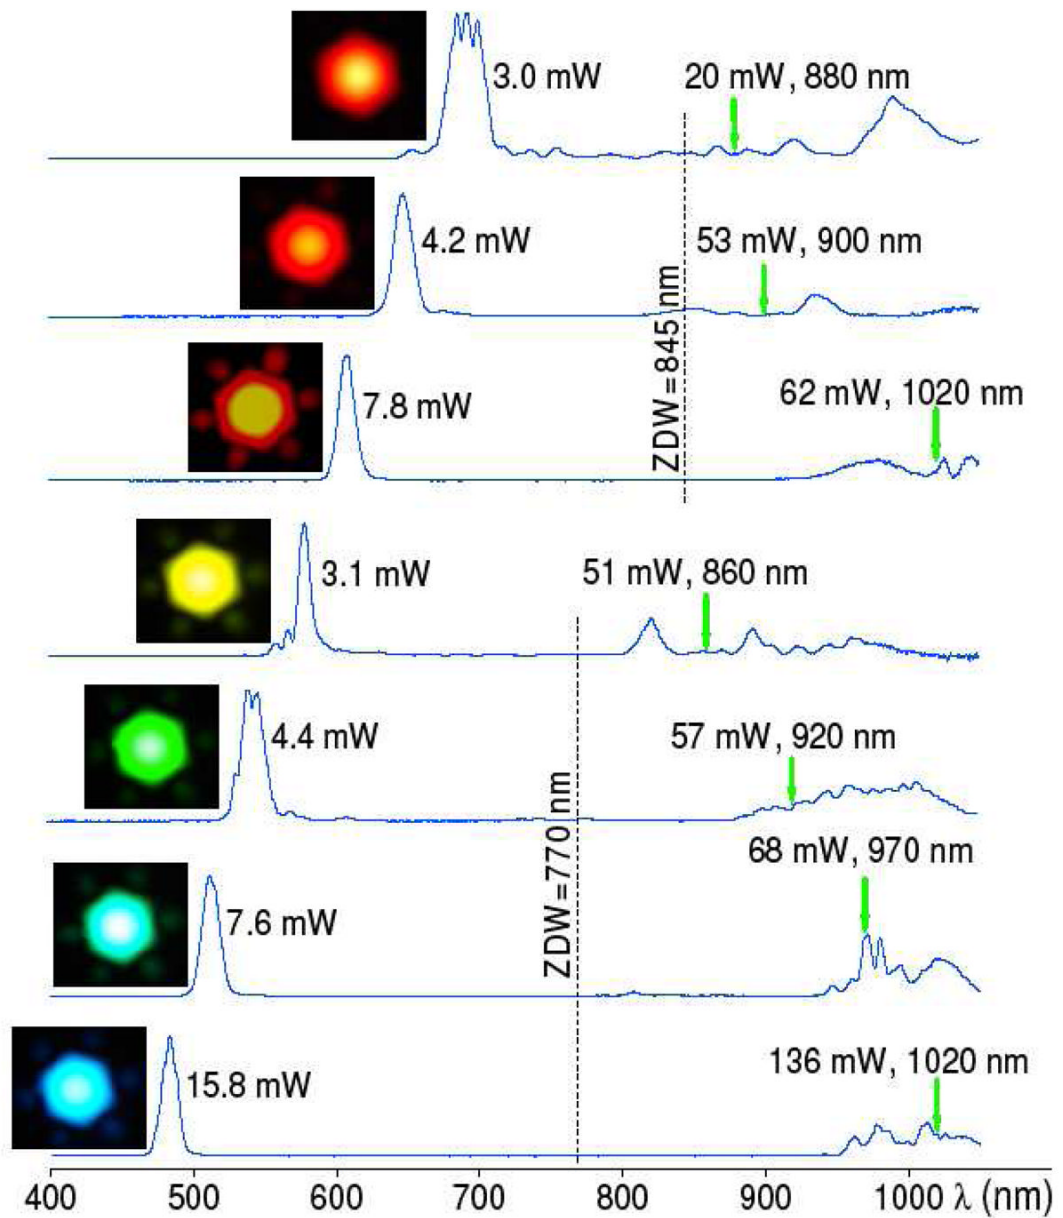 3.0 mW
20 mW, 880 nm
4.2 mW
53 mW, 900 nm
ZDW=845 nm
7.8 mW
62 mW, 1020 nm
3.1 mW
51 mW, 860 nm
4.4 mW
57 mW, 920 nm
ZDW=770 nm
68 mW, 970 nm
7.6 mW
136 mW, 1020 nm
15.8 mW
400 500 600 700 800 900 1000 λ (nm)